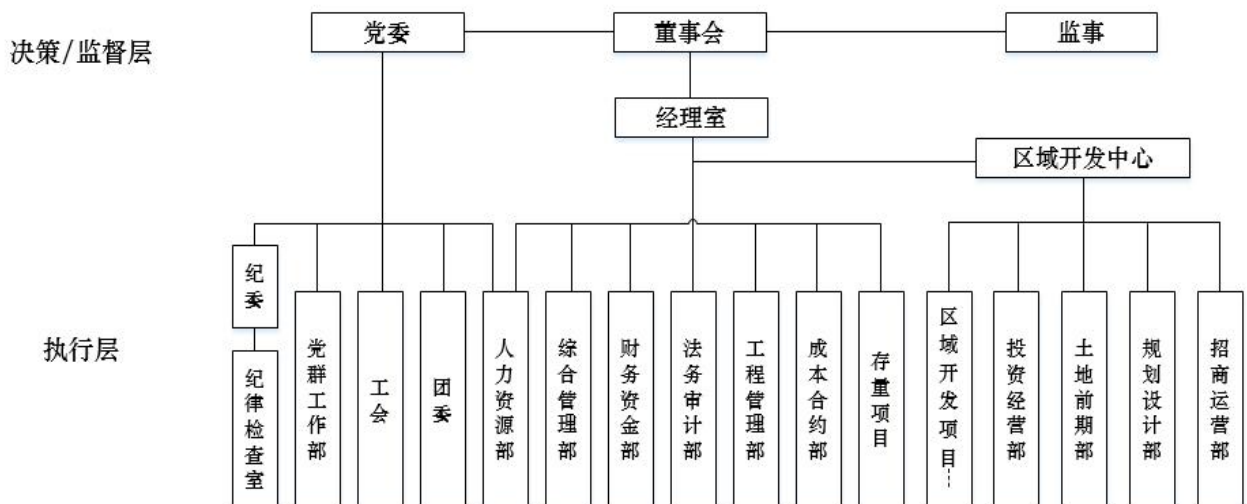 决策/监督层
党委
董事会
监事
经理室
区域开发中心
执行层
纪委
纪律检查室
党群工作部
工会
团委
人力资源部
综合管理部
财务资金部
法务审计部
工程管理部
成本合约部
存量项目
区域开发项目…
投资经营部
土地前期部
规划设计部
招商运营部